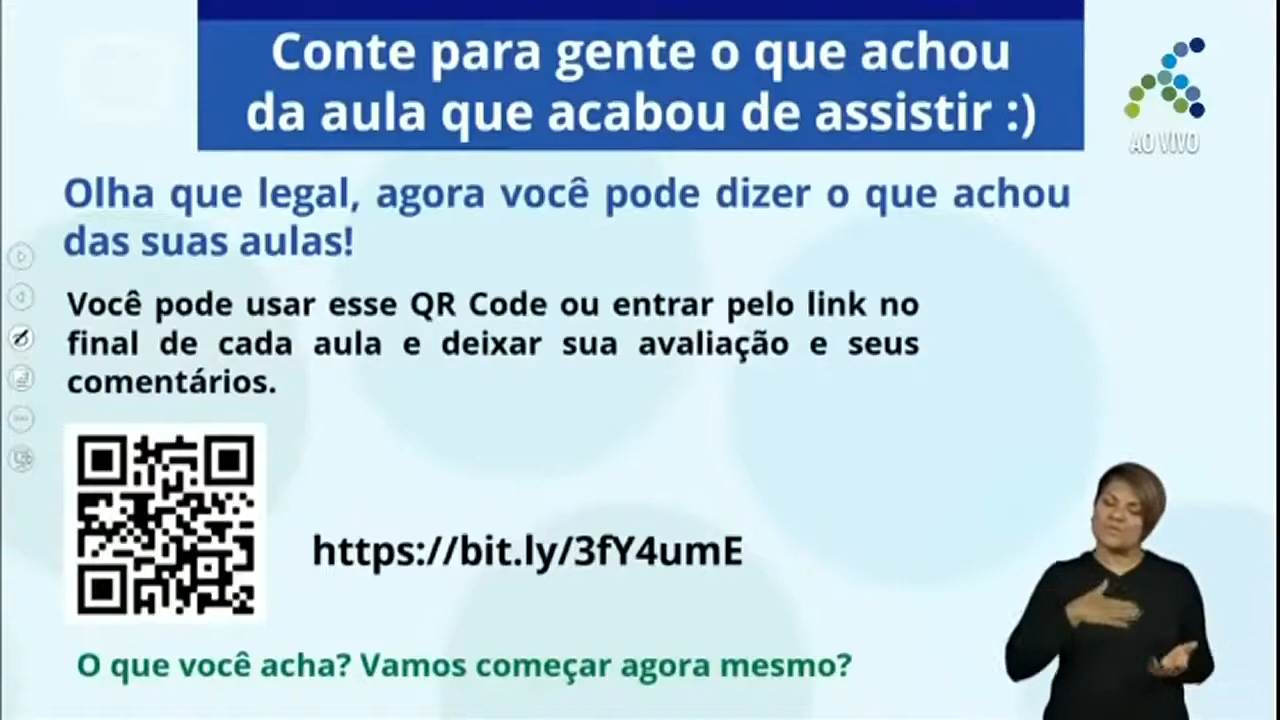 Conte para gente o que achou
da aula que acabou de assistir :)
AO VIVO
Olha que legal, agora você pode dizer o que achou
das suas aulas!
Você pode usar esse QR Code ou entrar pelo link no
final de cada aula e deixar sua avaliação e seus
comentários.
https://bit.ly/3fY4umE
O que você acha? Vamos começar agora mesmo?